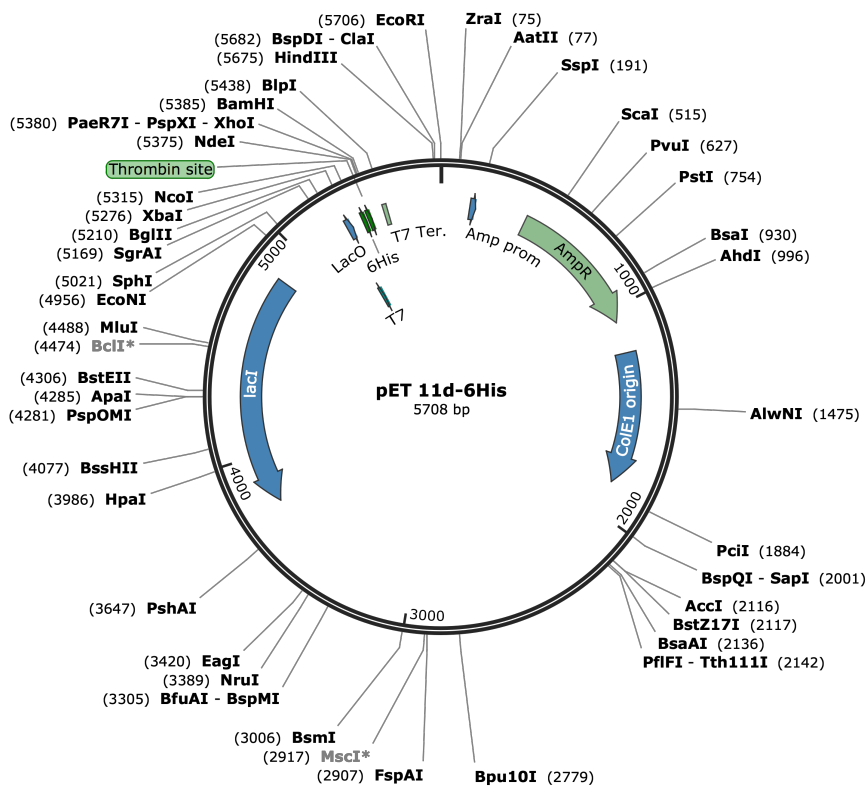 (5706) EcoRI
(5682) BspDI - ClaI
(5675) HindIII
(5438) BlpI
(5385) BamHI
(5380) PaeR7I - PspXI - XhoI
(5375) NdeI
Thrombin site
(5315) NcoI
(5276) XbaI
(5210) BglII
(5169) SgrAI
(5021) SphI
(4956) EcoNI
(4488) MluI
(4474) BclI*
(4306) BstEII
(4285) ApaI
(4281) PspOMI
(4077) BssHII
(3986) HpaI
(3647) PshAI
(3420) EagI
(3389) NruI
(3305) BfuAI - BspMI
(3006) BsmI
(2917) MscI*
(2907) FspAI
ZraI (75)
AatII (77)
SspI (191)
ScaI (515)
PvuI (627)
PstI (754)
BsaI (930)
AhdI (996)
AlwNI (1475)
PciI (1884)
BspQI - SapI (2001)
AccI (2116)
BstZ17I (2117)
BsaAI (2136)
PflFI - Tth111I (2142)
Bpu10I (2779)
LacO
6His
T7 Ter.
Amp prom
AmpR
T7
lacI
ColE1 origin
1000
2000
3000
4000
5000
pET 11d-6His
5708 bp